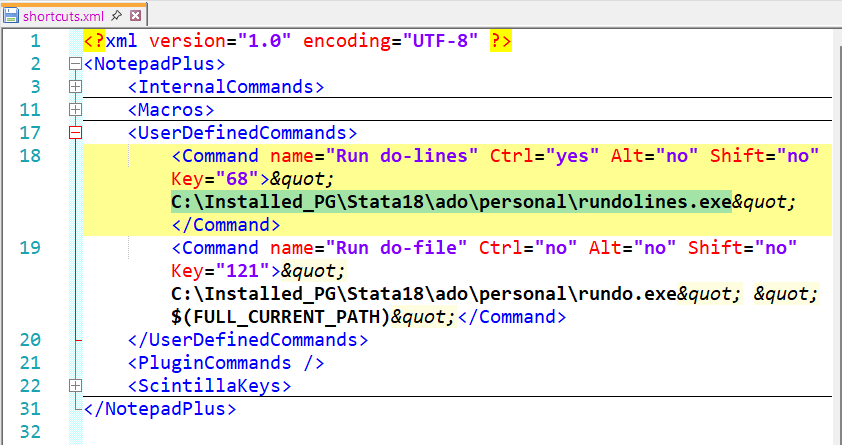 shortcuts.xml
1 <?xml version="1.0" encoding="UTF-8" ?>
2 <NotepadPlus>
3 <InternalCommands>
11 <Macros>
17 <UserDefinedCommands>
18 <Command name="Run do-lines" Ctrl="yes" Alt="no" Shift="no"
Key="68">&quot;
C:\Installed_PG\Stata18\ado\personal\rundolines.exe&quot;
</Command>
19 <Command name="Run do-file" Ctrl="no" Alt="no" Shift="no"
Key="121">&quot;
C:\Installed_PG\Stata18\ado\personal\rundo.exe&quot; &quot;
$(FULL_CURRENT_PATH)&quot;</Command>
20 </UserDefinedCommands>
21 <PluginCommands />
22 <ScintillaKeys>
31 </NotepadPlus>
32